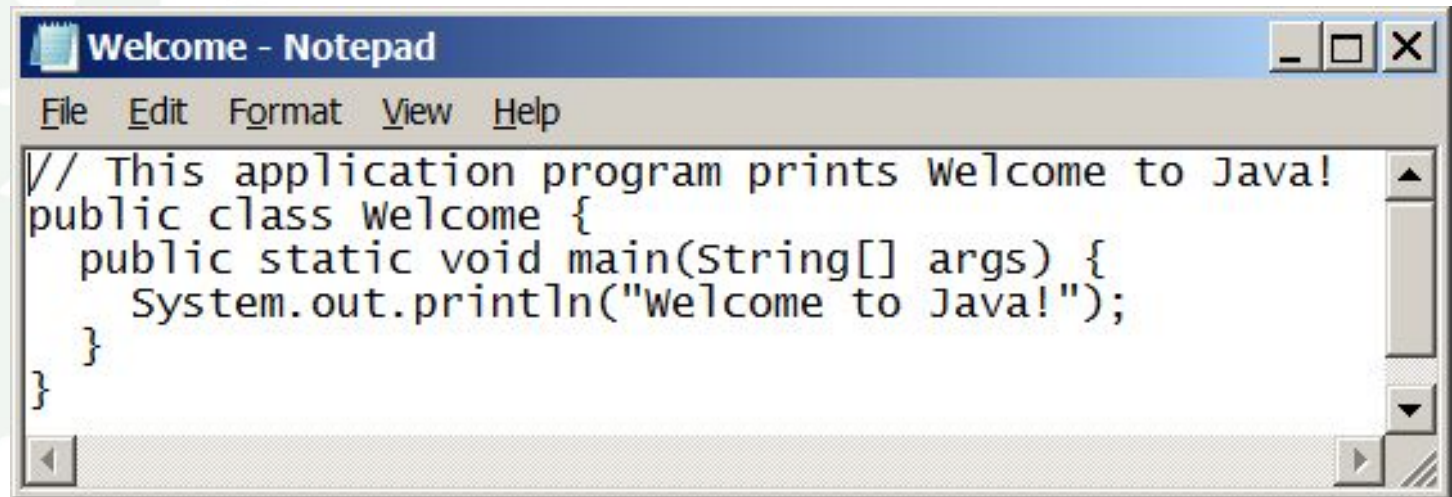 Welcome - Notepad
File Edit Format View Help
// This application program prints Welcome to Java!
public class Welcome {
  public static void main(String[] args) {
    System.out.println("Welcome to Java!");
  }
}